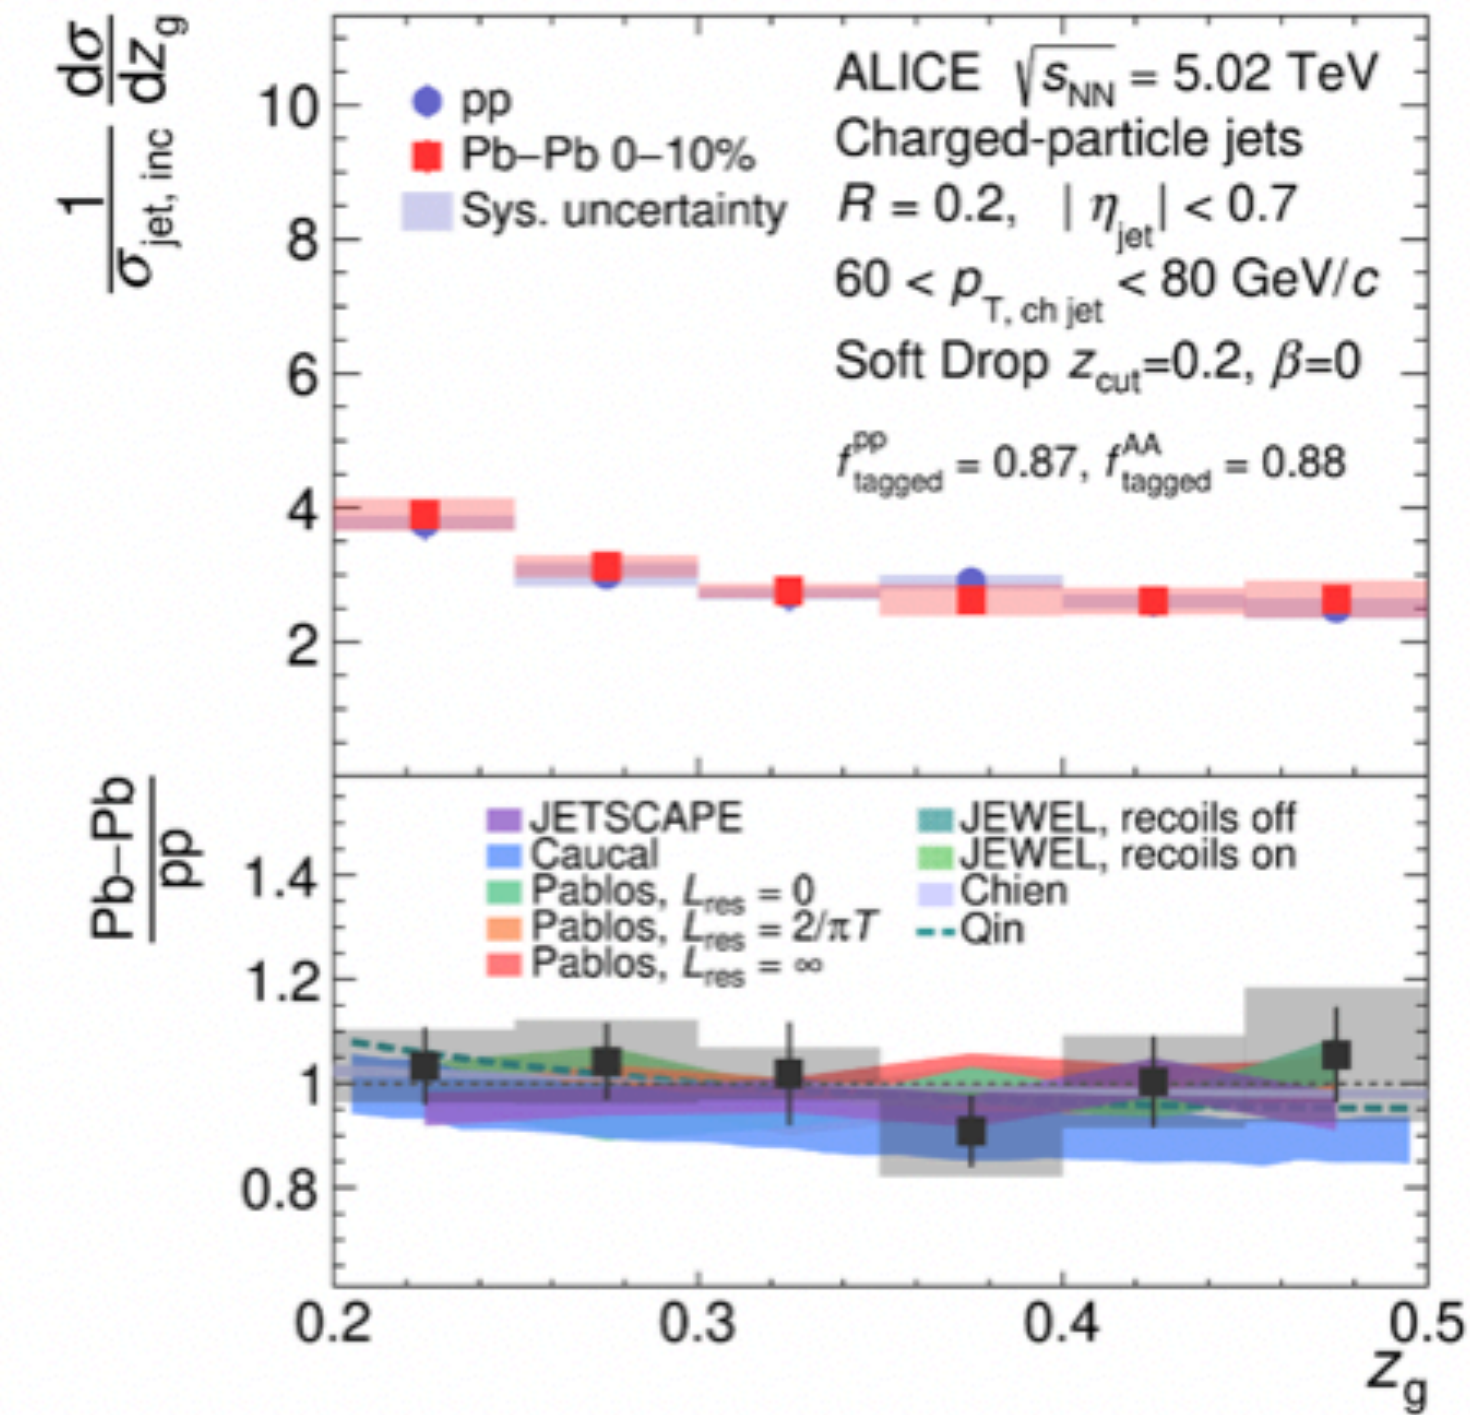 1/σ_jet, inc dσ/dz_g
10
8
6
4
2
pp
Pb–Pb 0–10%
Sys. uncertainty
ALICE √s_NN = 5.02 TeV
Charged-particle jets
R = 0.2, | η_jet | < 0.7
60 < p_T, ch jet < 80 GeV/c
Soft Drop z_cut=0.2, β=0
f^pp_tagged = 0.87, f^AA_tagged = 0.88
Pb–Pb/pp
1.4
1.2
1
0.8
JETSCAPE
Caucal
Pablos, L_res = 0
Pablos, L_res = 2/πT
Pablos, L_res = ∞
JEWEL, recoils off
JEWEL, recoils on
Chien
Qin
0.2 0.3 0.4 0.5
z_g